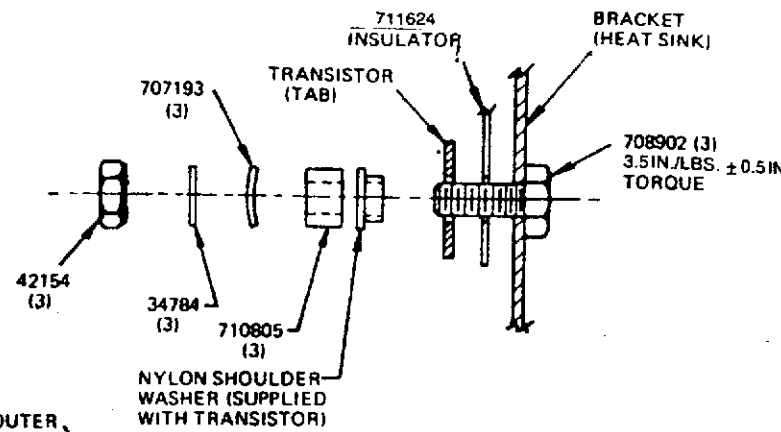 711624
INSULATOR
BRACKET
(HEAT SINK)
TRANSISTOR
(TAB)
707193
(3)
708902 (3)
3.5IN./LBS. ± 0.5IN
TORQUE
42154
(3)
34784
(3)
710805
(3)
NYLON SHOULDER
WASHER (SUPPLIED
WITH TRANSISTOR)
OUTER